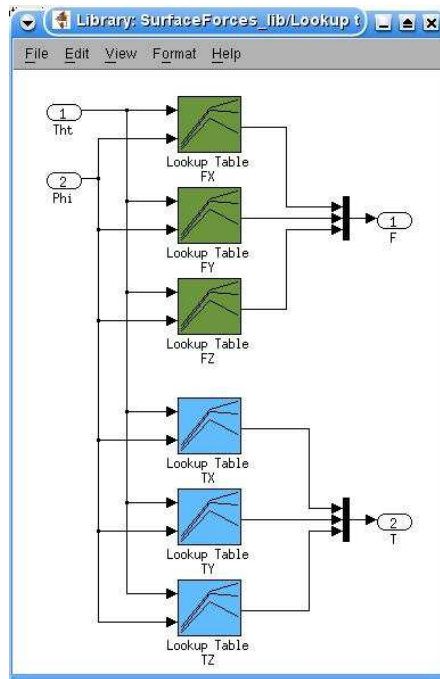 Library: SurfaceForces_lib/Lookup t
File Edit View Format Help
1
Tht
2
Phi
Lookup Table
FX
Lookup Table
FY
Lookup Table
FZ
1
F
Lookup Table
TX
Lookup Table
TY
Lookup Table
TZ
2
T